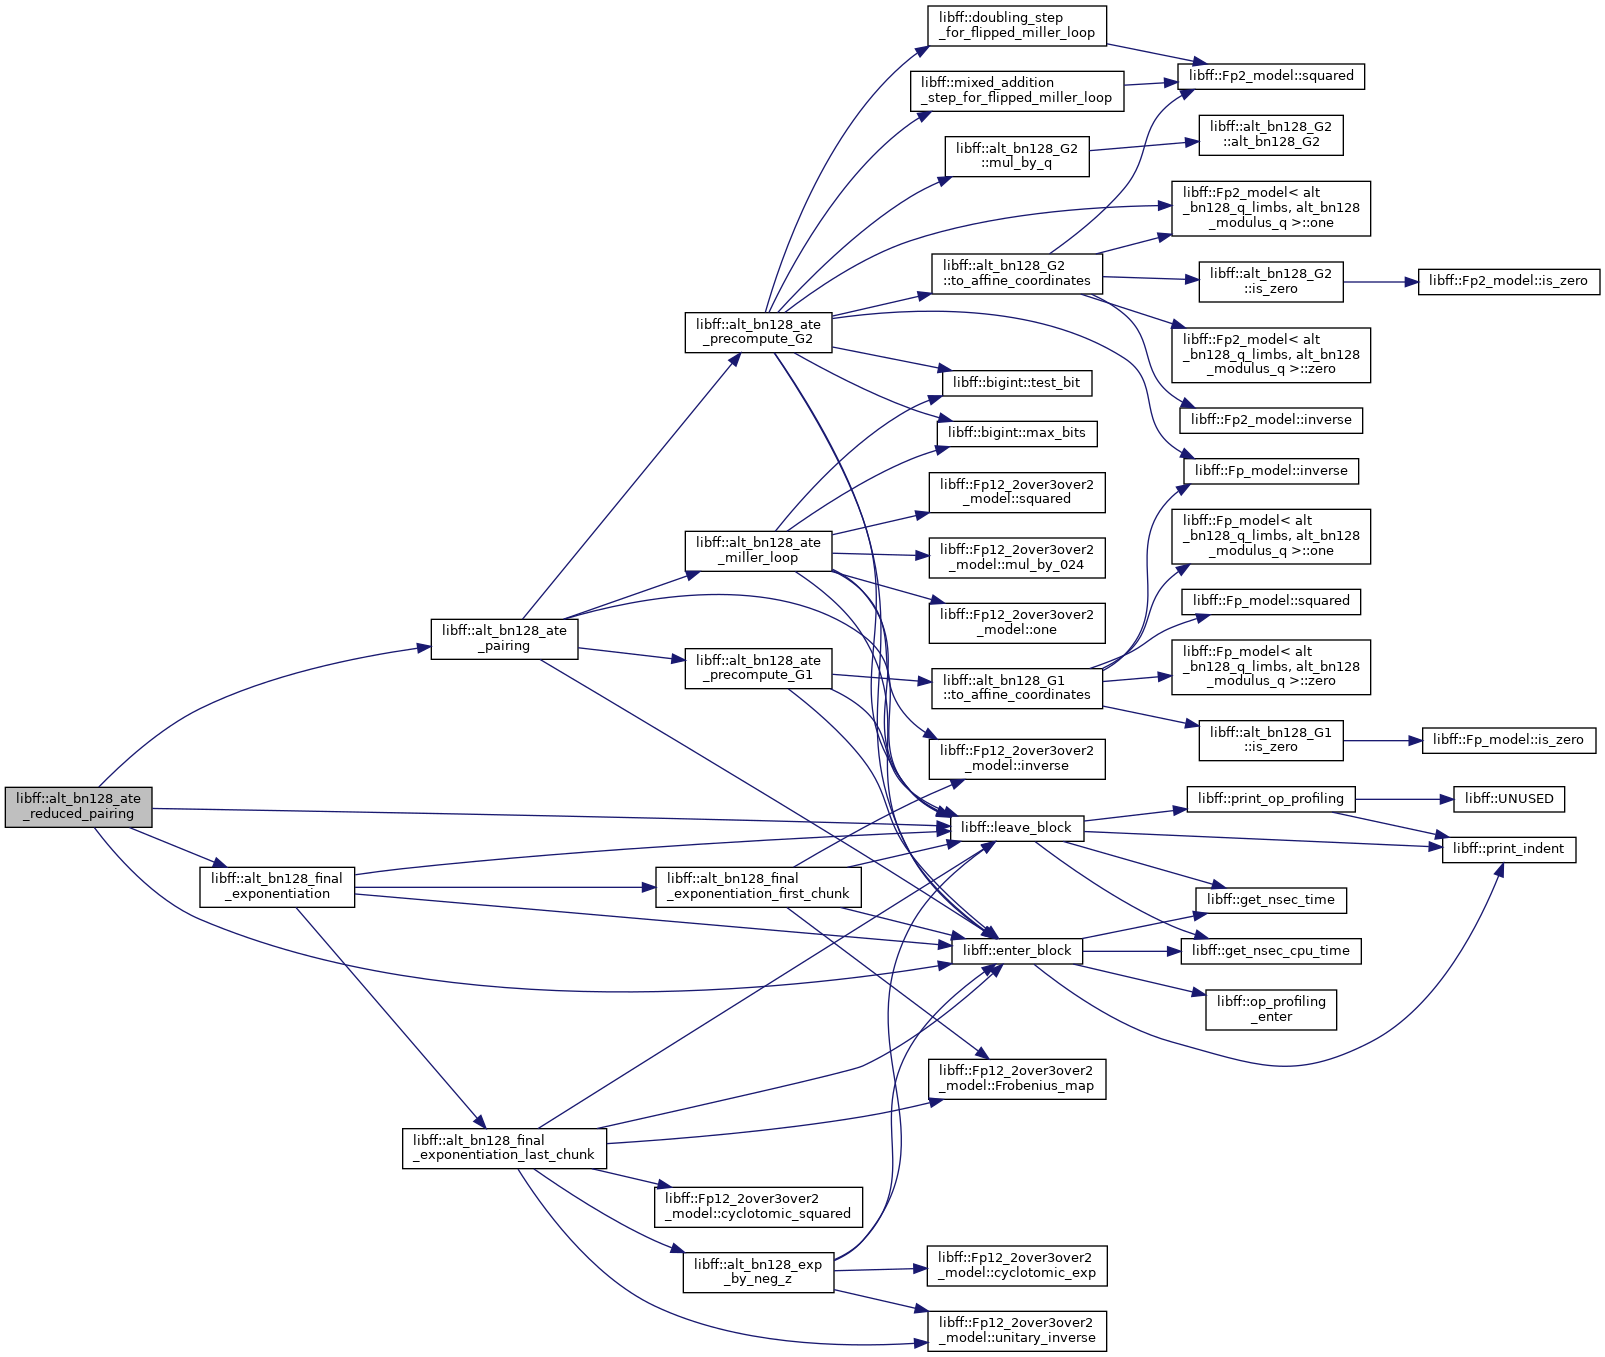 libff::doubling_step
_for_flipped_miller_loop
libff::Fp2_model::squared
libff::mixed_addition
_step_for_flipped_miller_loop
libff::alt_bn128_G2
::alt_bn128_G2
libff::alt_bn128_G2
::mul_by_q
libff::Fp2_model< alt
_bn128_q_limbs, alt_bn128
_modulus_q >::one
libff::alt_bn128_G2
::to_affine_coordinates
libff::alt_bn128_G2
::is_zero
libff::Fp2_model::is_zero
libff::alt_bn128_ate
_precompute_G2
libff::Fp2_model< alt
_bn128_q_limbs, alt_bn128
_modulus_q >::zero
libff::bigint::test_bit
libff::Fp2_model::inverse
libff::bigint::max_bits
libff::Fp_model::inverse
libff::Fp12_2over3over2
_model::squared
libff::Fp_model< alt
_bn128_q_limbs, alt_bn128
_modulus_q >::one
libff::alt_bn128_ate
_miller_loop
libff::Fp12_2over3over2
_model::mul_by_024
libff::Fp_model::squared
libff::Fp12_2over3over2
_model::one
libff::alt_bn128_ate
_pairing
libff::alt_bn128_ate
_precompute_G1
libff::Fp_model< alt
_bn128_q_limbs, alt_bn128
_modulus_q >::zero
libff::alt_bn128_G1
::to_affine_coordinates
libff::alt_bn128_G1
::is_zero
libff::Fp_model::is_zero
libff::Fp12_2over3over2
_model::inverse
libff::alt_bn128_ate
_reduced_pairing
libff::print_op_profiling
libff::UNUSED
libff::leave_block
libff::print_indent
libff::alt_bn128_final
_exponentiation
libff::alt_bn128_final
_exponentiation_first_chunk
libff::get_nsec_time
libff::enter_block
libff::get_nsec_cpu_time
libff::op_profiling
_enter
libff::Fp12_2over3over2
_model::Frobenius_map
libff::alt_bn128_final
_exponentiation_last_chunk
libff::Fp12_2over3over2
_model::cyclotomic_squared
libff::alt_bn128_exp
_by_neg_z
libff::Fp12_2over3over2
_model::cyclotomic_exp
libff::Fp12_2over3over2
_model::unitary_inverse